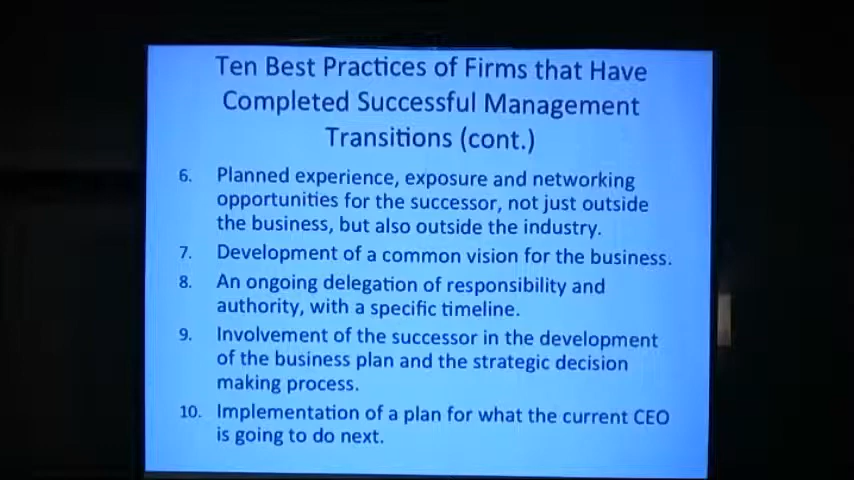 Ten Best Practices of Firms that Have
Completed Successful Management
Transitions (cont.)
6. Planned experience, exposure and networking
opportunities for the successor, not just outside
the business, but also outside the industry.
7. Development of a common vision for the business.
8. An ongoing delegation of responsibility and
authority, with a specific timeline.
9. Involvement of the successor in the development
of the business plan and the strategic decision
making process.
10. Implementation of a plan for what the current CEO
is going to do next.